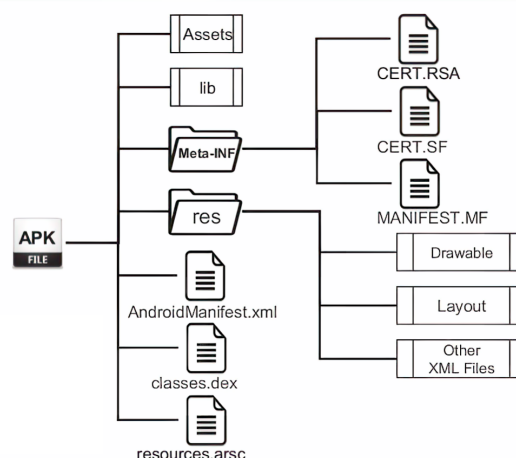 Assets
lib
Meta-INF
res
APK
FILE
AndroidManifest.xml
classes.dex
resources.arsc
CERT.RSA
CERT.SF
MANIFEST.MF
Drawable
Layout
Other
XML Files